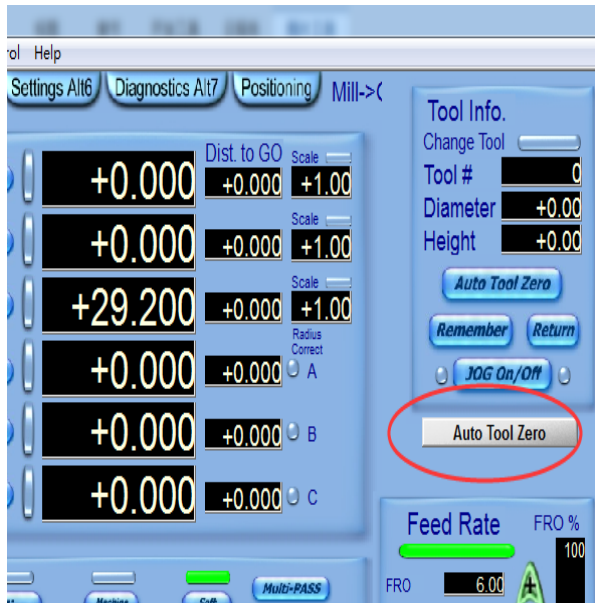 rol Help
Settings Alt6 Diagnostics Alt7 Positioning Mill->(
Tool Info.
Change Tool
Tool # 0
Diameter +0.00
Height +0.00
Auto Tool Zero
Remember Return
JOG On/Off
Auto Tool Zero
Dist. to GO Scale
+0.000 +0.000 +1.00
Scale
+0.000 +0.000 +1.00
Scale
+29.200 +0.000 +1.00
Radius
Correct
+0.000 +0.000 A
+0.000 +0.000 B
+0.000 +0.000 C
Feed Rate FRO %
100
FRO 6.00
Multi-PASS
Machine Soft